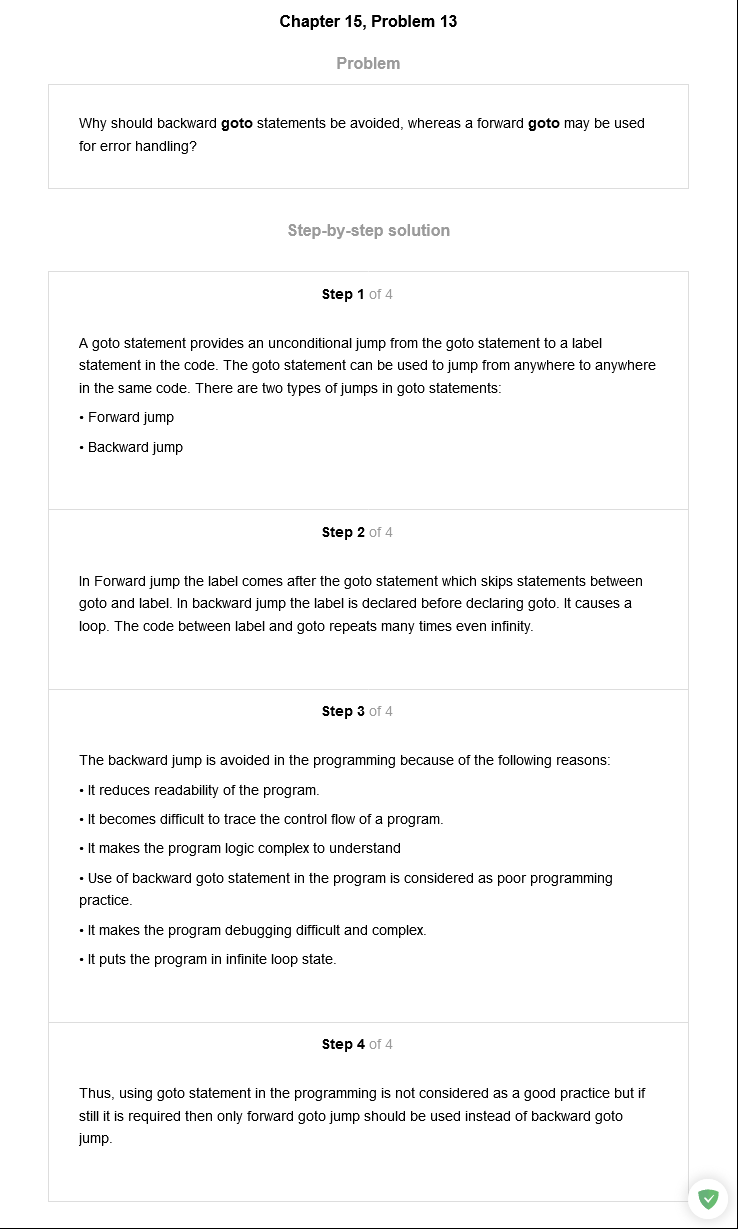 Chapter 15, Problem 13
Problem
Why should backward goto statements be avoided, whereas a forward goto may be used
for error handling?
Step-by-step solution
Step 1 of 4
A goto statement provides an unconditional jump from the goto statement to a label
statement in the code. The goto statement can be used to jump from anywhere to anywhere
in the same code. There are two types of jumps in goto statements:
• Forward jump
• Backward jump
Step 2 of 4
In Forward jump the label comes after the goto statement which skips statements between
goto and label. In backward jump the label is declared before declaring goto. It causes a
loop. The code between label and goto repeats many times even infinity.
Step 3 of 4
The backward jump is avoided in the programming because of the following reasons:
• It reduces readability of the program.
• It becomes difficult to trace the control flow of a program.
• It makes the program logic complex to understand
• Use of backward goto statement in the program is considered as poor programming
practice.
• It makes the program debugging difficult and complex.
• It puts the program in infinite loop state.
Step 4 of 4
Thus, using goto statement in the programming is not considered as a good practice but if
still it is required then only forward goto jump should be used instead of backward goto
jump.